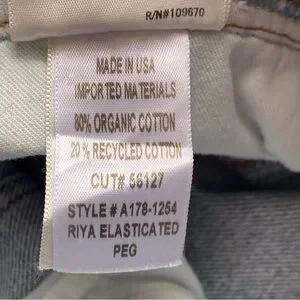 R/N#109670
MADE IN USA
IMPORTED MATERIALS
80% ORGANIC COTTON
20% RECYCLED COTTON
CUT# 56127
STYLE # A178-1254
RIYA ELASTICATED
PEG